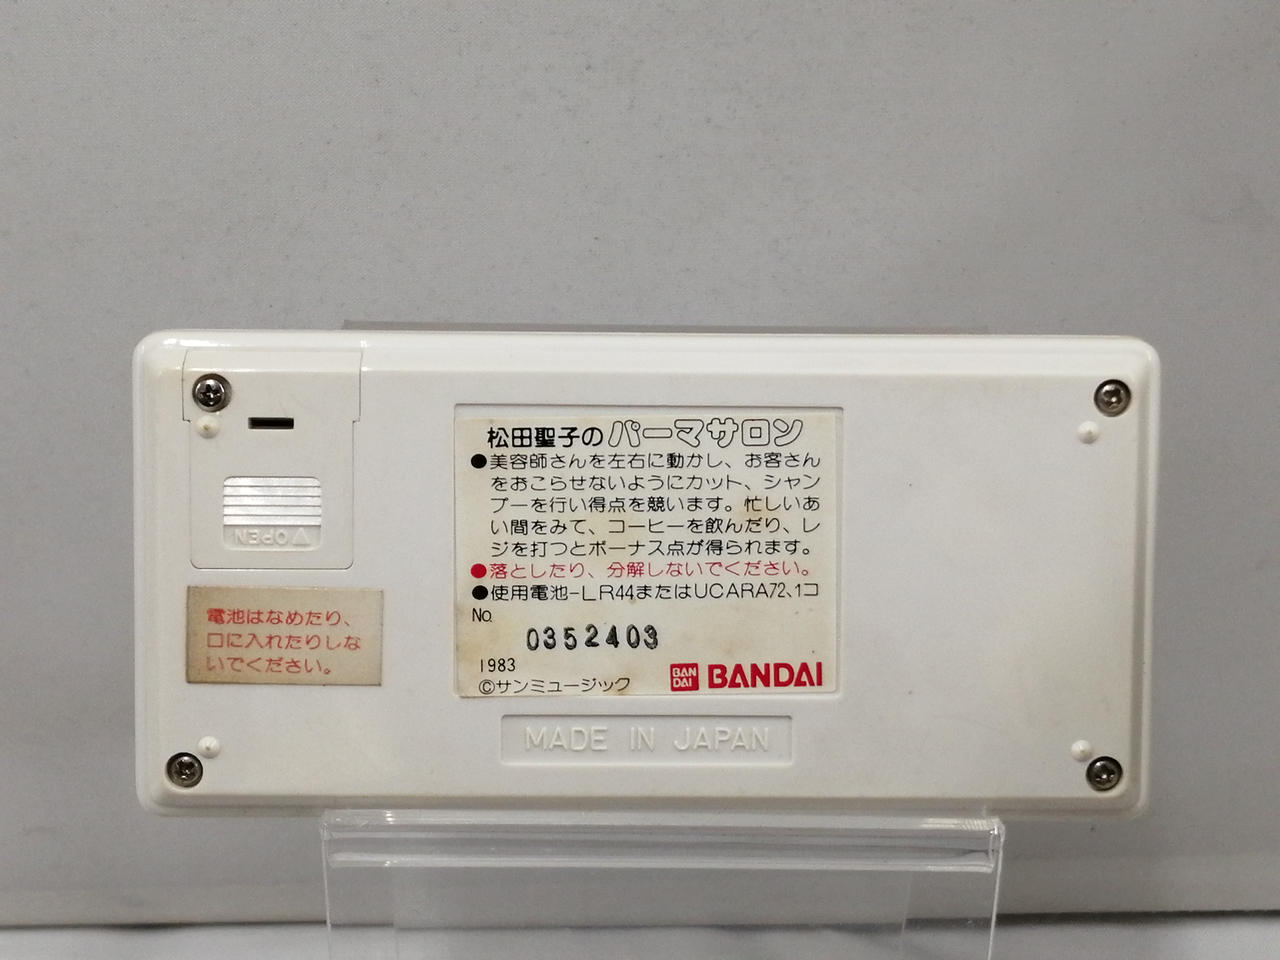 松田聖子のパーマサロン
●美容師さんを左右に動かし、お客さん
をおこらせないようにカット、シャン
プーを行い得点を競います。忙しいあ
い間をみて、コーヒーを飲んだり、レ
ジを打つとボーナス点が得られます。
●落としたり、分解しないでください。
●使用電池-LR44またはUCARA72、1コ
No.
0352403
1983
©サンミュージック
BAN
DAI
BANDAI
MADE IN JAPAN
△OPEN
電池はなめたり、
口に入れたりしな
いでください。